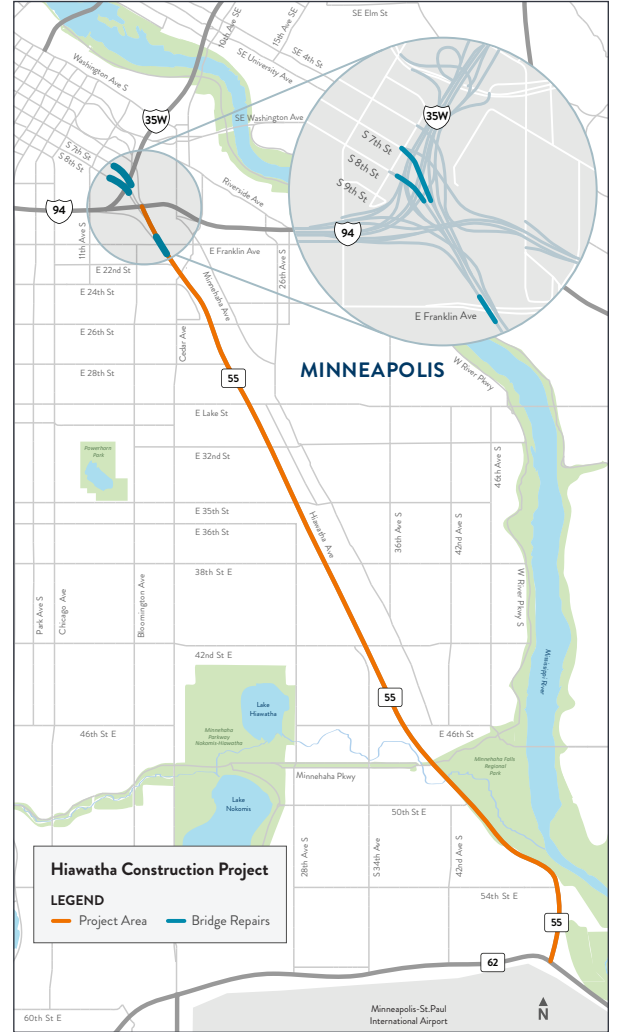 SE Elm St
10th Ave SE
15th Ave SE
SE 4th St
SE University Ave
Washington Ave S
35W
SE Washington Ave
S 7th St
S 8th St
Riverside Ave
94
11th Ave S
E Franklin Ave
26th Ave S
E 22nd St
E 24th St
Minnehaha Ave
E 26th St
Cedar Ave
E 28th St
55
35W
S 7th St
S 8th St
S 9th St
94
E Franklin Ave
MINNEAPOLIS
W River Pkwy
E Lake St
Powerhorn
Park
E 32nd St
46th Ave S
E 35th St
E 36th St
Hiawatha Ave
36th Ave S
42nd Ave S
38th St E
Park Ave S
Chicago Ave
Bloomington Ave
W River Pkwy S
Mississippi River
42nd St E
55
Lake
Hiawatha
46th St E
Minnehaha
Parkway
Nokomis-Hiawatha
E 46th St
Minnehaha Falls
Regional
Park
Minnehaha Pkwy
Lake
Nokomis
50th St E
28th Ave S
S 34th Ave
42nd Ave S
54th St E
55
62
Hiawatha Construction Project
LEGEND
Project Area
Bridge Repairs
60th St E
Minneapolis-St.Paul
International Airport
N